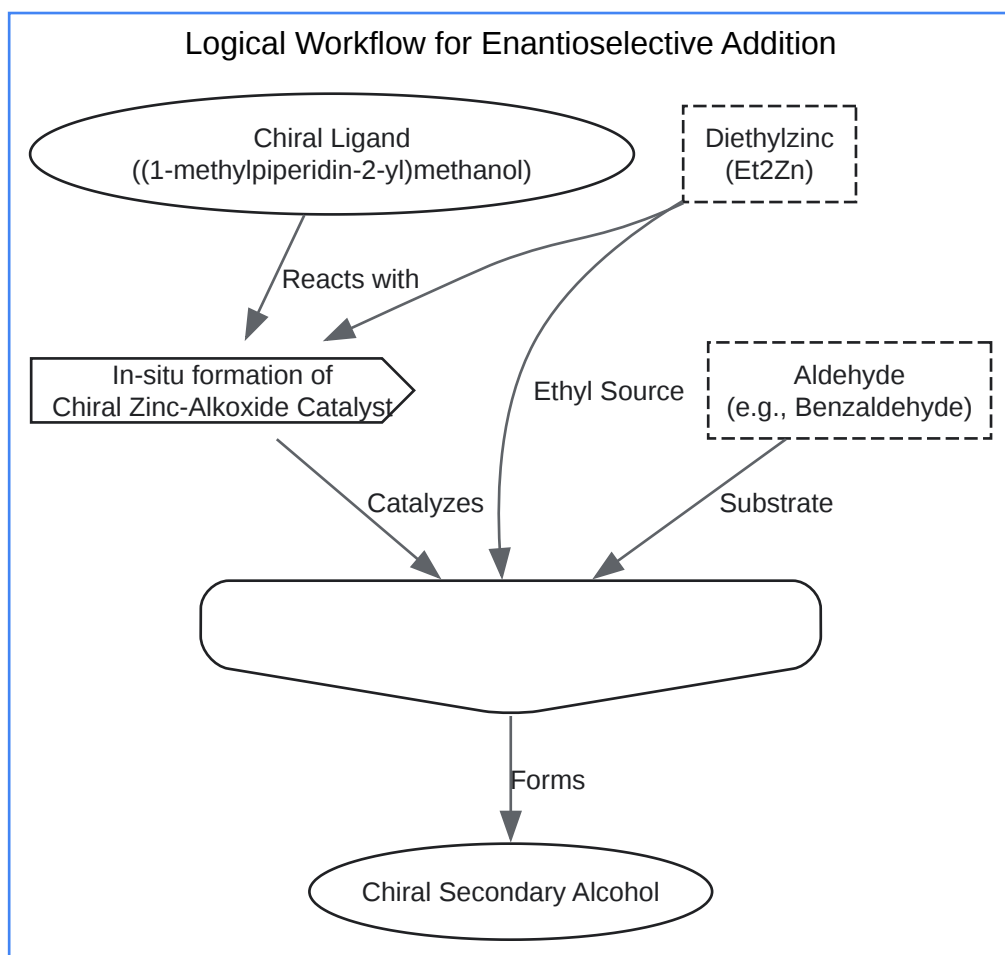 Logical Workflow for Enantioselective Addition
Chiral Ligand
((1-methylpiperidin-2-yl)methanol)
Diethylzinc
(Et2Zn)
Reacts with
In-situ formation of
Chiral Zinc-Alkoxide Catalyst
Ethyl Source
Aldehyde
(e.g., Benzaldehyde)
Catalyzes
Substrate
Forms
Chiral Secondary Alcohol